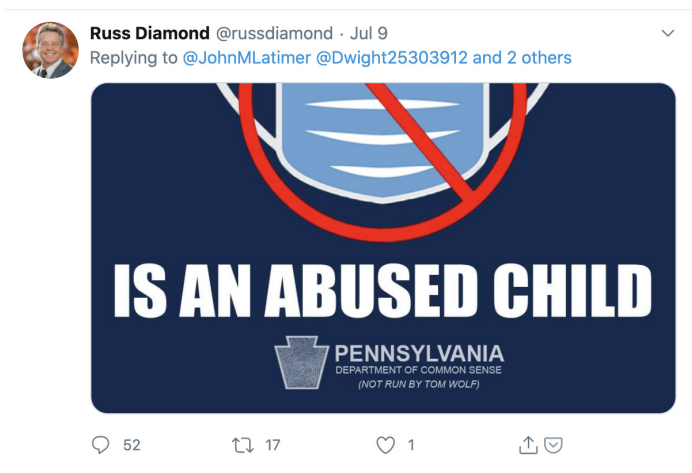 Russ Diamond @russdiamond · Jul 9
Replying to @JohnMLatimer @Dwight25303912 and 2 others
IS AN ABUSED CHILD
PENNSYLVANIA
DEPARTMENT OF COMMON SENSE
(NOT RUN BY TOM WOLF)
52 17 1